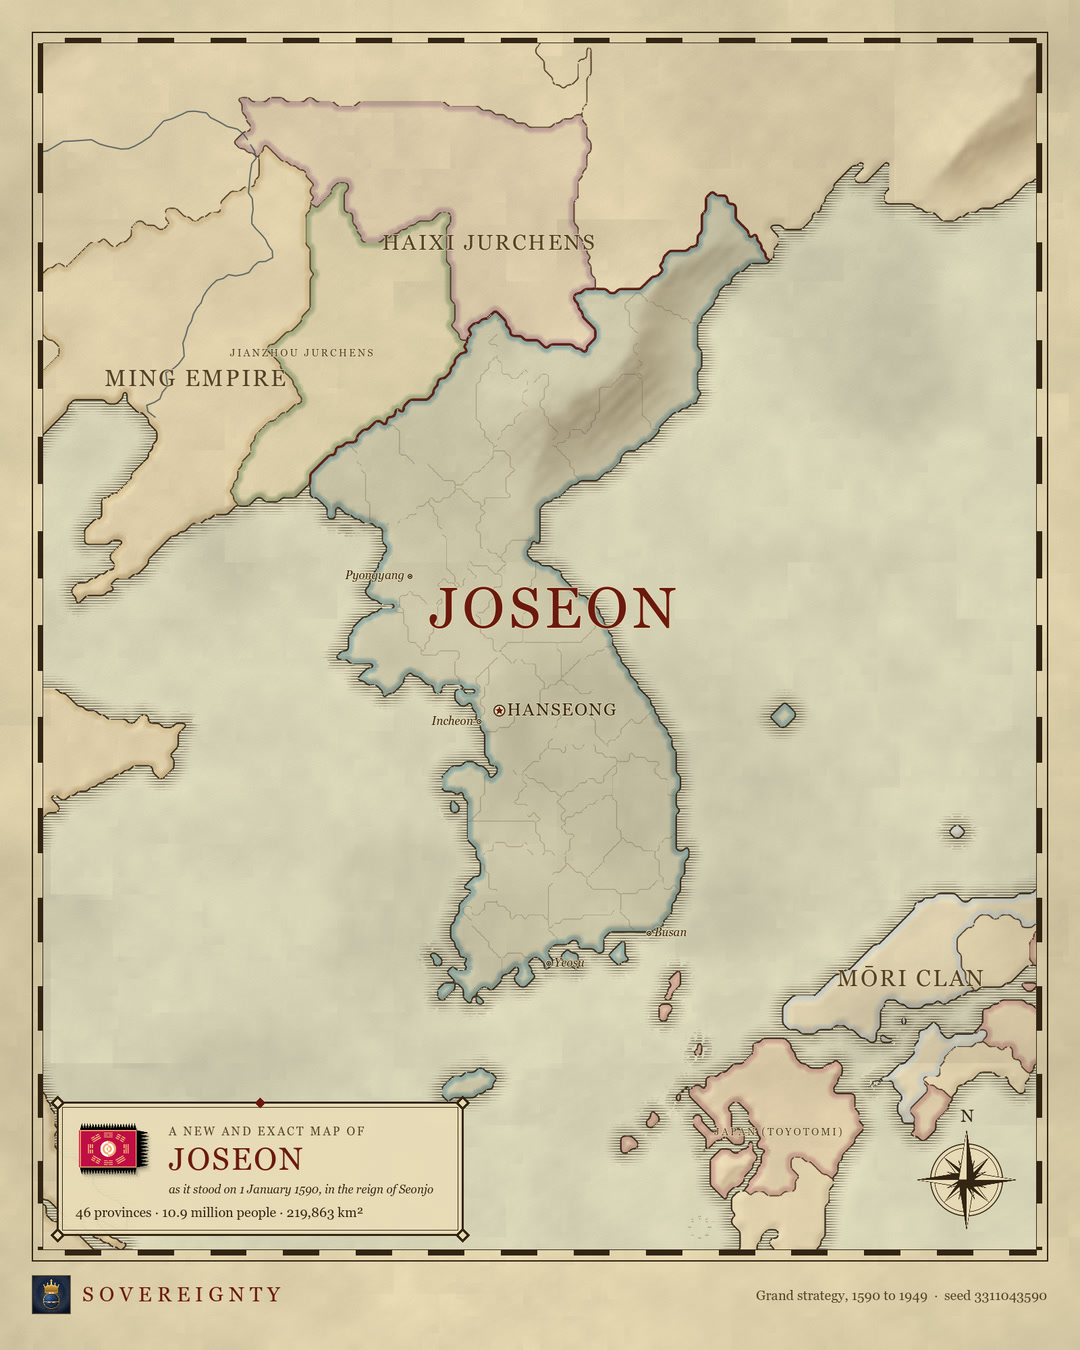 HAIXI JURCHENS
JIANZHOU JURCHENS
MING EMPIRE
Pyongyang
JOSEON
HANSEONG
Incheon
Busan
Yeosu
MŌRI CLAN
JAPAN (TOYOTOMI)
N
A NEW AND EXACT MAP OF
JOSEON
as it stood on 1 January 1590, in the reign of Seonjo
46 provinces · 10.9 million people · 219,863 km²
SOVEREIGNTY
Grand strategy, 1590 to 1949 · seed 3311043590